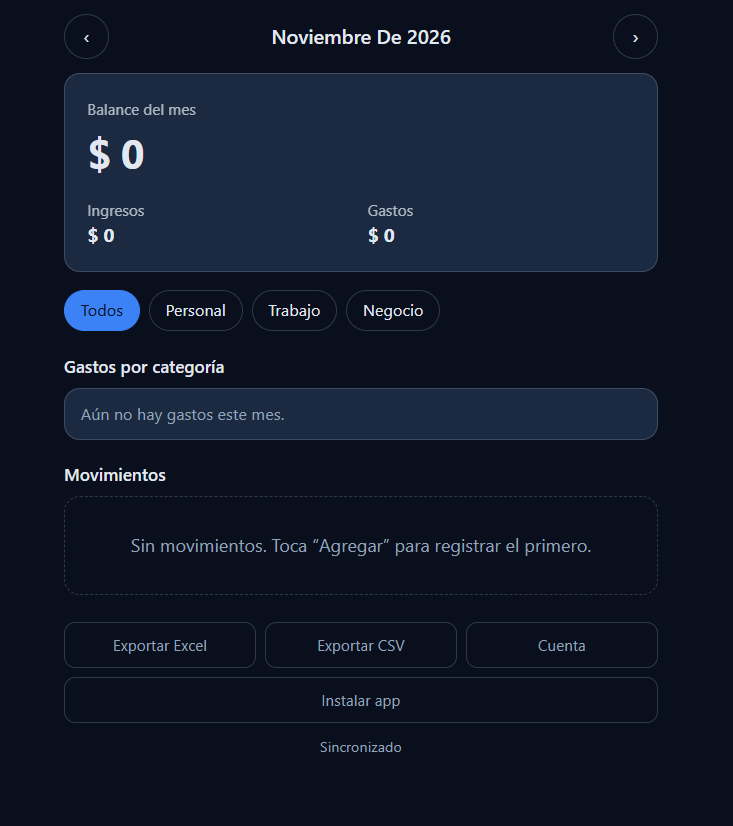 ‹ Noviembre De 2026 ›
Balance del mes
$ 0
Ingresos Gastos
$ 0 $ 0
Todos Personal Trabajo Negocio
Gastos por categoría
Aún no hay gastos este mes.
Movimientos
Sin movimientos. Toca “Agregar” para registrar el primero.
Exportar Excel Exportar CSV Cuenta
Instalar app
Sincronizado